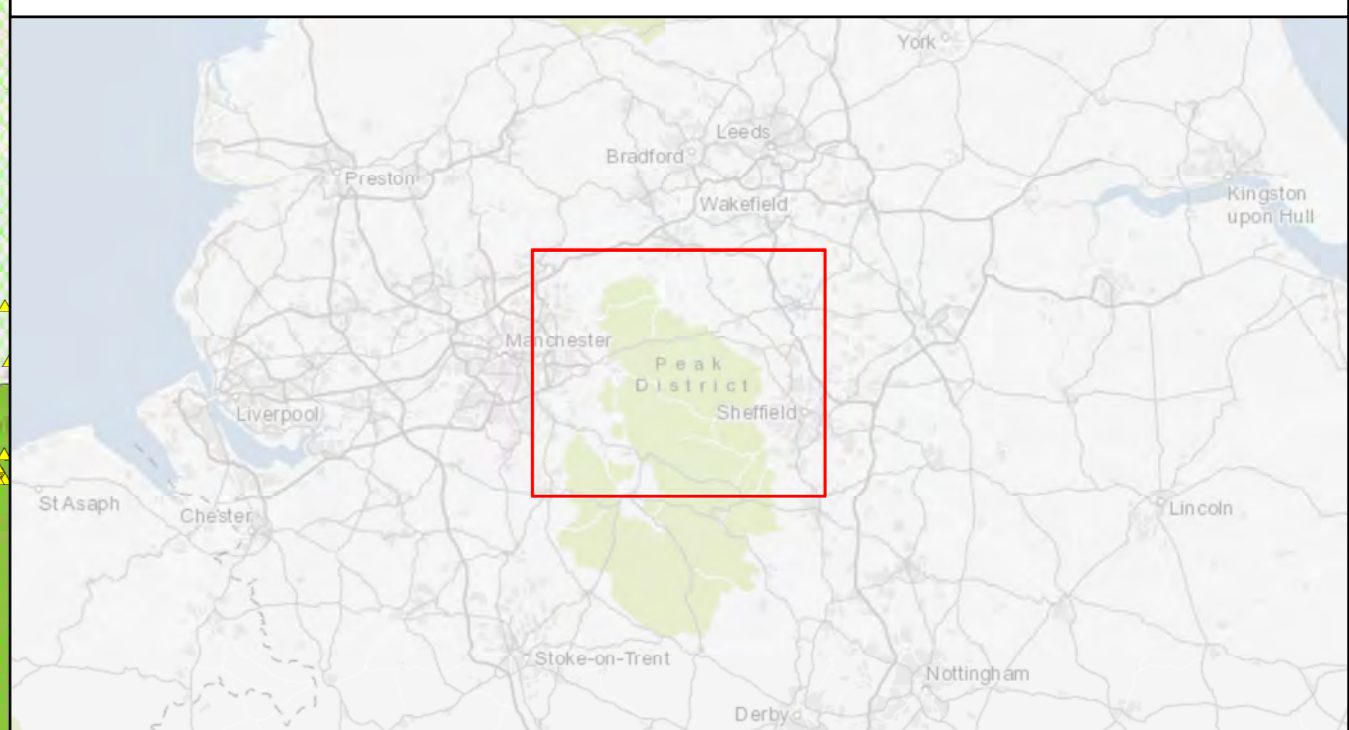 York
Leeds
Bradford
Preston
Wakefield
Kingston
upon Hull
Manchester
Peak
District
Liverpool
Sheffield
St Asaph
Chester
Lincoln
Stoke-on-Trent
Nottingham
Derby